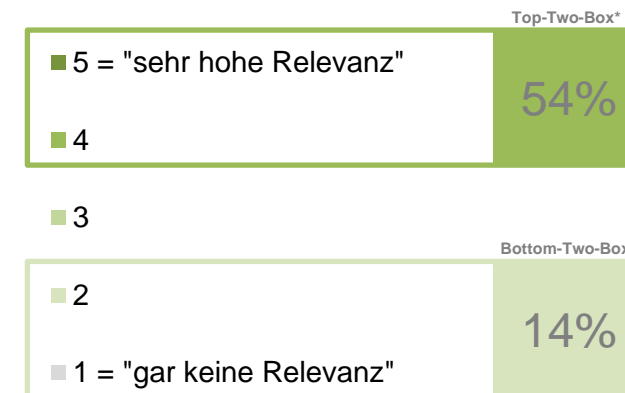 Top-Two-Box*
5 = "sehr hohe Relevanz"
54%
4
3
Bottom-Two-Box
2
14%
1 = "gar keine Relevanz"